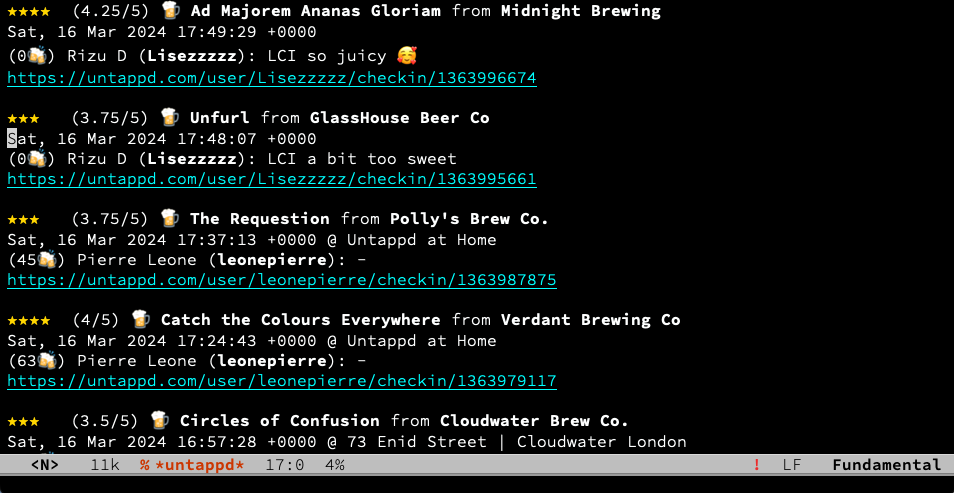 ★★★★ (4.25/5) 🍺 Ad Majorem Ananas Gloriam from Midnight Brewing
Sat, 16 Mar 2024 17:49:29 +0000
(0🍻) Rizu D (Lisezzzzz): LCI so juicy 🥰
https://untappd.com/user/Lisezzzzz/checkin/1363996674
★★★ (3.75/5) 🍺 Unfurl from GlassHouse Beer Co
Sat, 16 Mar 2024 17:48:07 +0000
(0🍻) Rizu D (Lisezzzzz): LCI a bit too sweet
https://untappd.com/user/Lisezzzzz/checkin/1363995661
★★★ (3.75/5) 🍺 The Requestion from Polly's Brew Co.
Sat, 16 Mar 2024 17:37:13 +0000 @ Untappd at Home
(45🍻) Pierre Leone (leonepierre): -
https://untappd.com/user/leonepierre/checkin/1363987875
★★★★ (4/5) 🍺 Catch the Colours Everywhere from Verdant Brewing Co
Sat, 16 Mar 2024 17:24:43 +0000 @ Untappd at Home
(63🍻) Pierre Leone (leonepierre): -
https://untappd.com/user/leonepierre/checkin/1363979117
★★★ (3.5/5) 🍺 Circles of Confusion from Cloudwater Brew Co.
Sat, 16 Mar 2024 16:57:28 +0000 @ 73 Enid Street | Cloudwater London
<N> 11k % *untappd* 17:0 4% ! LF Fundamental